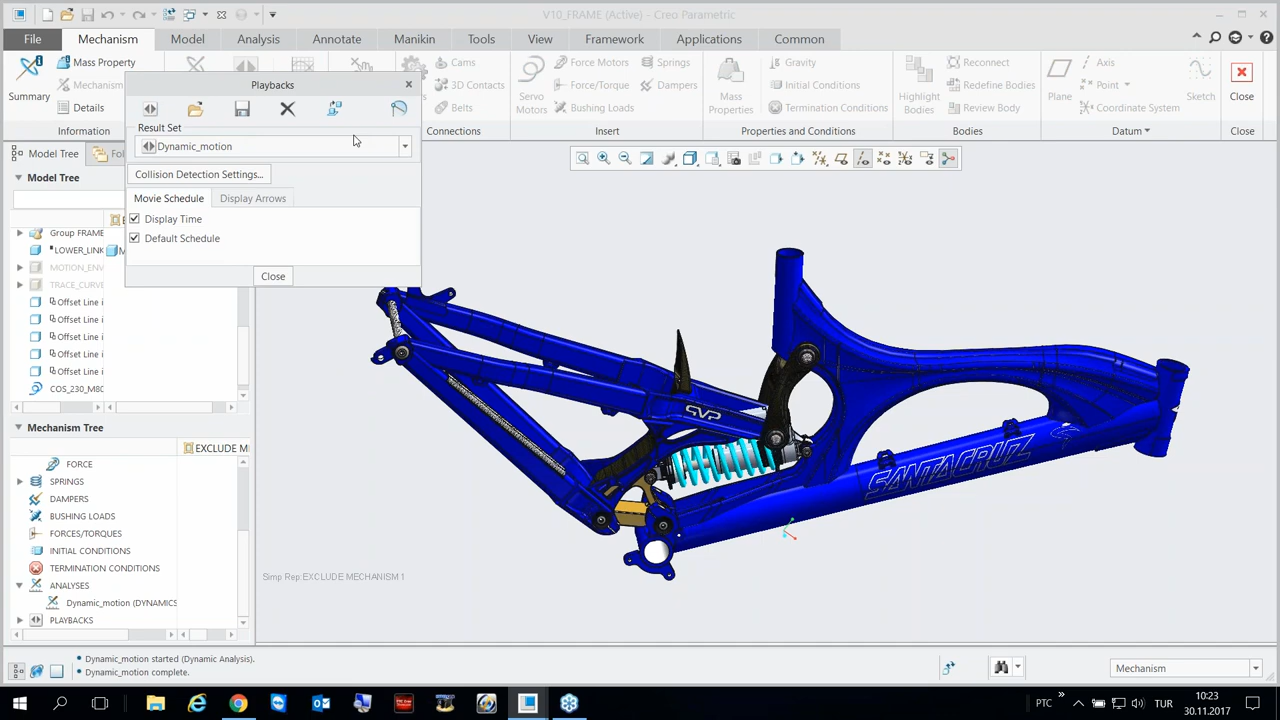 V10_FRAME (Active) - Creo Parametric
File
Mechanism
Model
Analysis
Annotate
Manikin
Tools
View
Framework
Applications
Common
Summary
Mass Property
Mechanism
Details
Information
Cams
3D Contacts
Belts
Connections
Servo
Motors
Force Motors
Force/Torque
Bushing Loads
Springs
Dampers
Insert
Mass
Properties
Gravity
Initial Conditions
Termination Conditions
Properties and Conditions
Highlight
Bodies
Reconnect
Redefine
Review Body
Bodies
Plane
Axis
Point
Coordinate System
Sketch
Datum
Close
Close
Playbacks
Result Set
Dynamic_motion
Collision Detection Settings...
Movie Schedule
Display Arrows
Display Time
Default Schedule
Close
Model Tree
Fol
Model Tree
Group FRAME
LOWER_LINK
MOTION_ENV
TRACE_CURVE
Offset Line i
Offset Line i
Offset Line i
Offset Line i
Offset Line i
COS_230_M80
Mechanism Tree
EXCLUDE ME
FORCE
SPRINGS
DAMPERS
BUSHING LOADS
FORCES/TORQUES
INITIAL CONDITIONS
TERMINATION CONDITIONS
ANALYSES
Dynamic_motion (DYNAMICS
PLAYBACKS
SANTACRUZ
Simp Rep:EXCLUDE MECHANISM 1
Dynamic_motion started (Dynamic Analysis).
Dynamic_motion complete.
Mechanism
PTC
TUR
10:23
30.11.2017